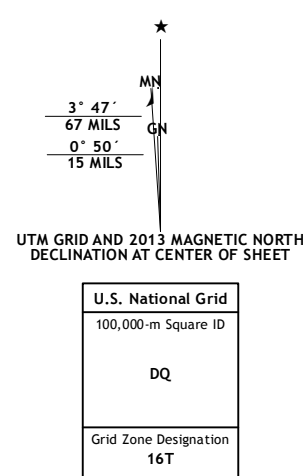 MN
3° 47´
67 MILS
GN
0° 50´
15 MILS
UTM GRID AND 2013 MAGNETIC NORTH
DECLINATION AT CENTER OF SHEET
U.S. National Grid
100,000-m Square ID
DQ
Grid Zone Designation
16T